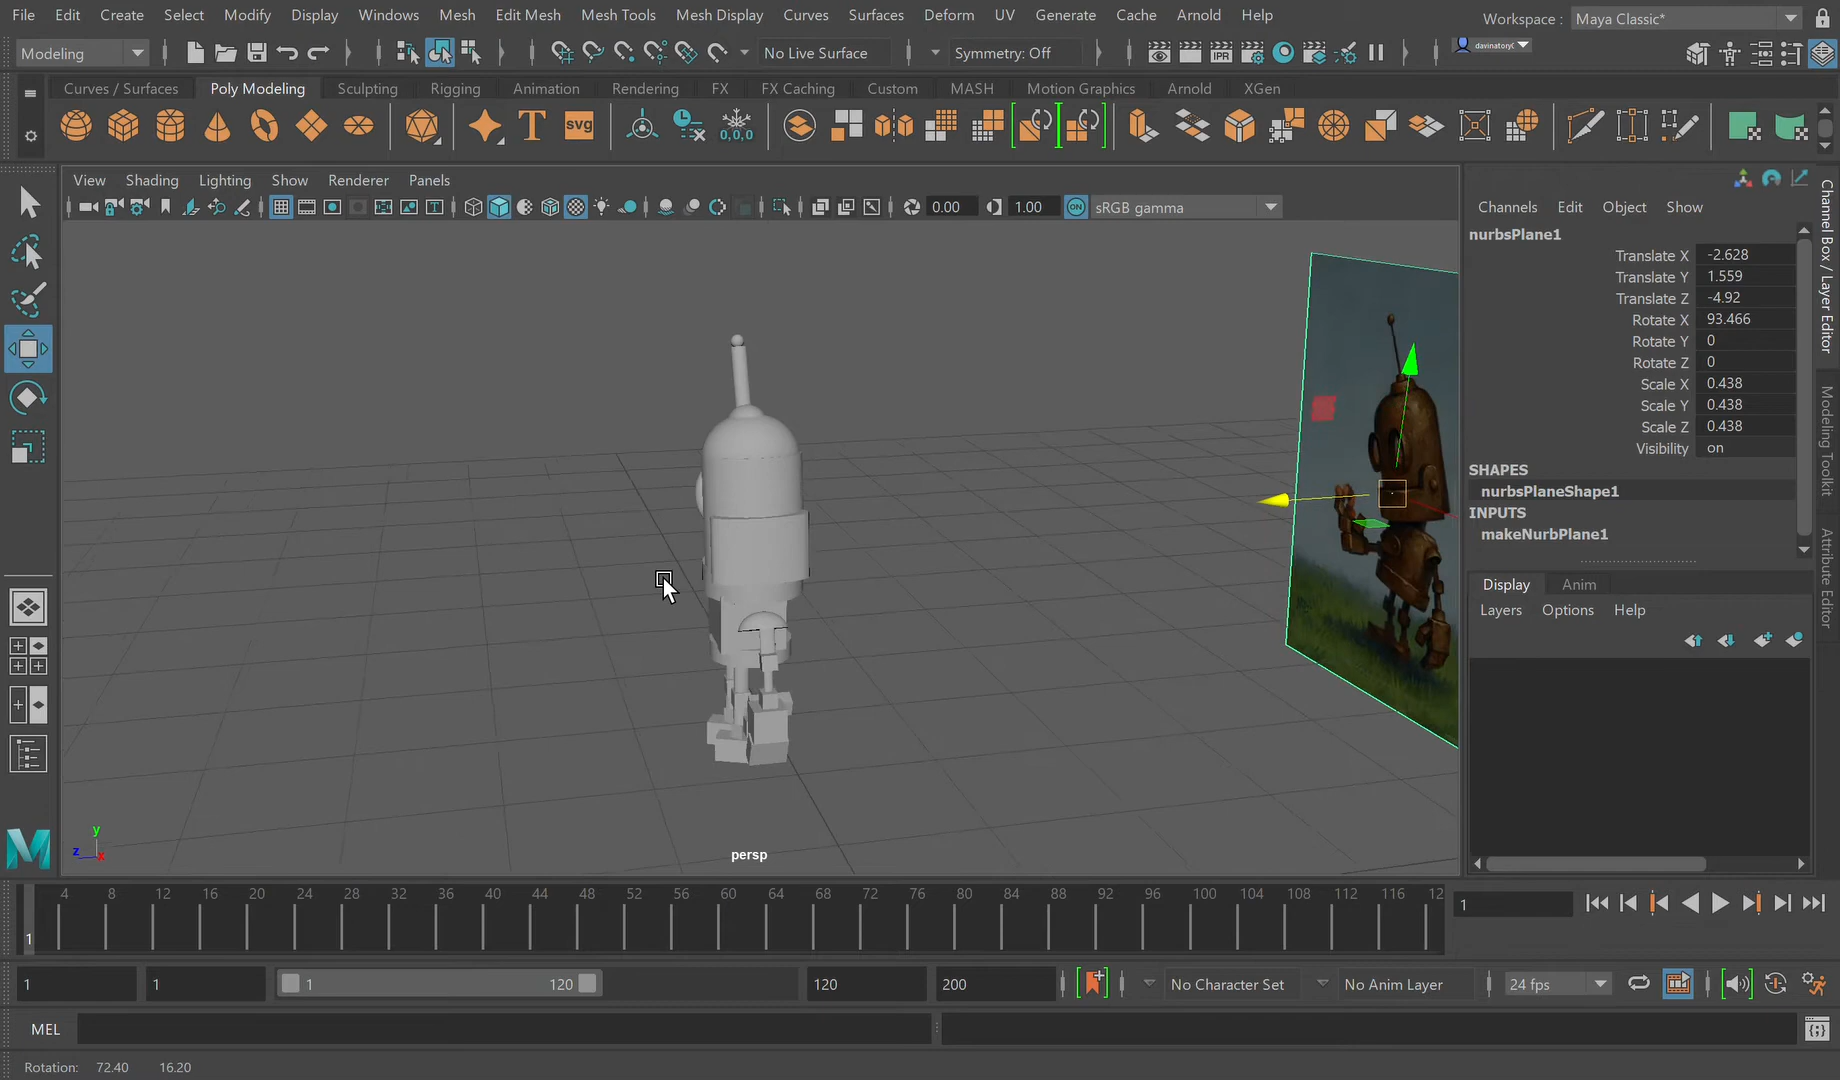 File Edit Create Select Modify Display Windows Mesh Edit Mesh Mesh Tools Mesh Display Curves Surfaces Deform UV Generate Cache Arnold Help
Workspace : Maya Classic*
Modeling
No Live Surface
Symmetry: Off
davinatory(
Curves / Surfaces Poly Modeling Sculpting Rigging Animation Rendering FX FX Caching Custom MASH Motion Graphics Arnold XGen
T svg 0,0,0
View Shading Lighting Show Renderer Panels
0.00 1.00 sRGB gamma
Channels Edit Object Show
nurbsPlane1
Translate X -2.628
Translate Y 1.559
Translate Z -4.92
Rotate X 93.466
Rotate Y 0
Rotate Z 0
Scale X 0.438
Scale Y 0.438
Scale Z 0.438
Visibility on
SHAPES
nurbsPlaneShape1
INPUTS
makeNurbPlane1
Display Anim
Layers Options Help
Channel Box / Layer Editor
Modeling Toolkit
Attribute Editor
y
z x
persp
4 8 12 16 20 24 28 32 36 40 44 48 52 56 60 64 68 72 76 80 84 88 92 96 100 104 108 112 116 12
1
1
1 1 1 120 120 200 No Character Set No Anim Layer 24 fps
MEL
Rotation: 72.40 16.20